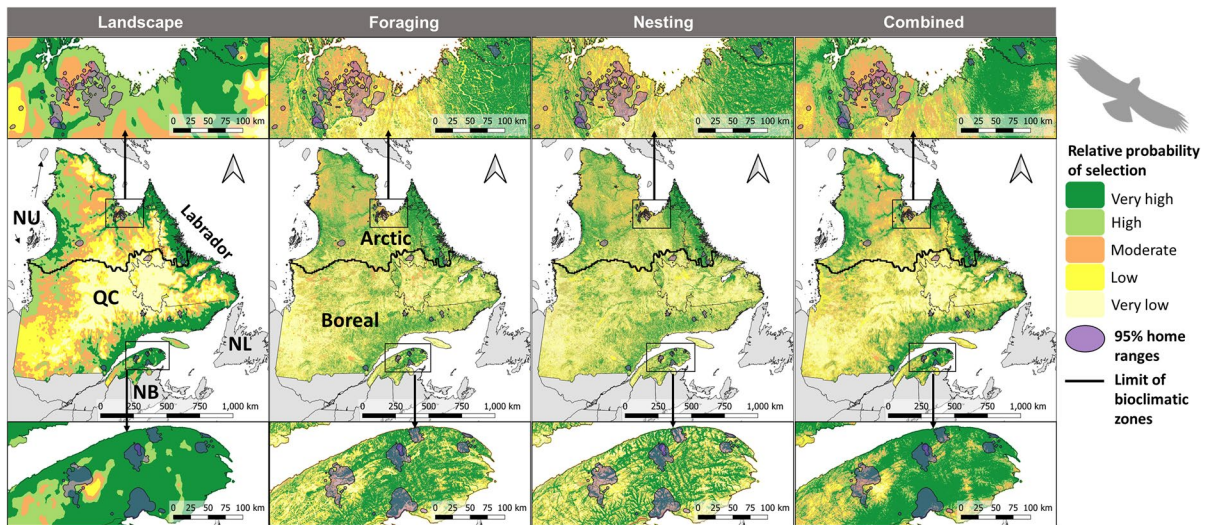 Landscape
Foraging
Nesting
Combined
0 25 50 75 100 km
0 25 50 75 100 km
0 25 50 75 100 km
0 25 50 75 100 km
NU
Labrador
QC
NL
NB
0 250 500 750 1,000 km
Arctic
Boreal
0 250 500 750 1,000 km
0 250 500 750 1,000 km
0 250 500 750 1,000 km
0 25 50 75 100 km
0 25 50 75 100 km
0 25 50 75 100 km
0 25 50 75 100 km
Relative probability
of selection
Very high
High
Moderate
Low
Very low
95% home
ranges
Limit of
bioclimatic
zones